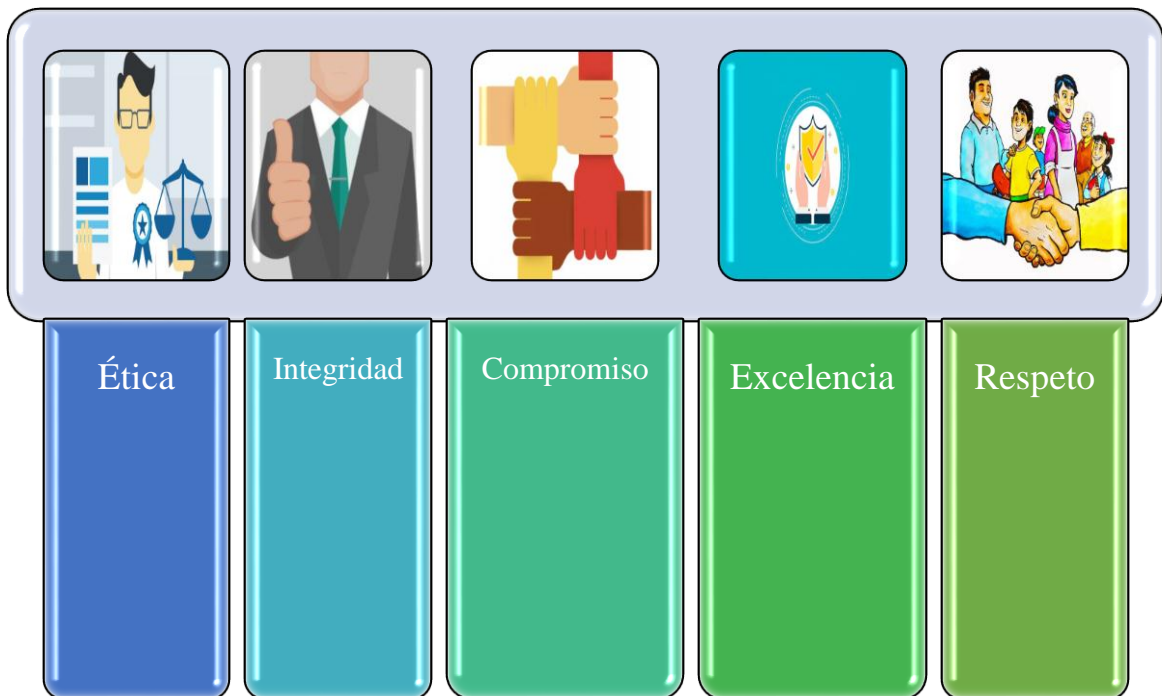 Ética
Integridad
Compromiso
Excelencia
Respeto